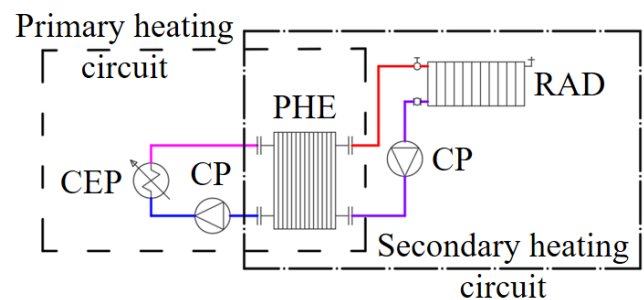 Primary heating
circuit
PHE
RAD
CEP
CP
CP
Secondary heating
circuit